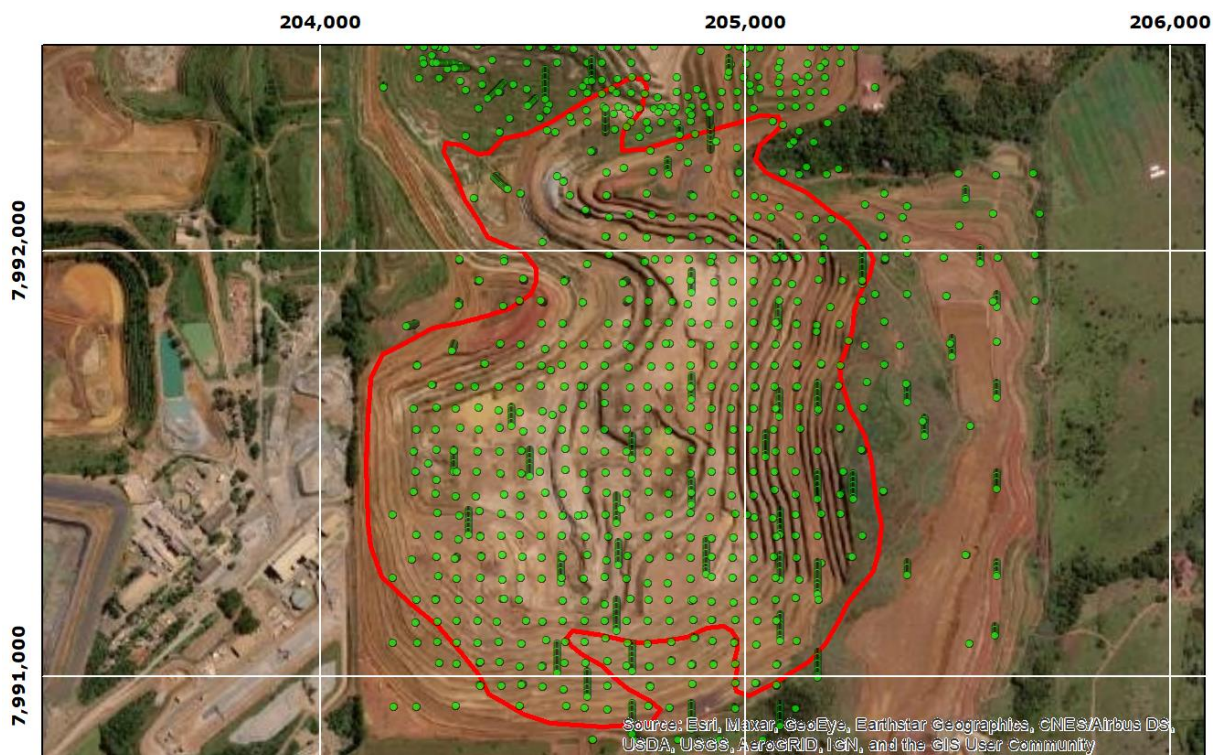 204,000
205,000
206,000
7,992,000
7,991,000
Source: Esri, Maxar, GeoEye, Earthstar Geographics, CNES/Airbus DS,
USDA, USGS, AeroGRID, IGN, and the GIS User Community